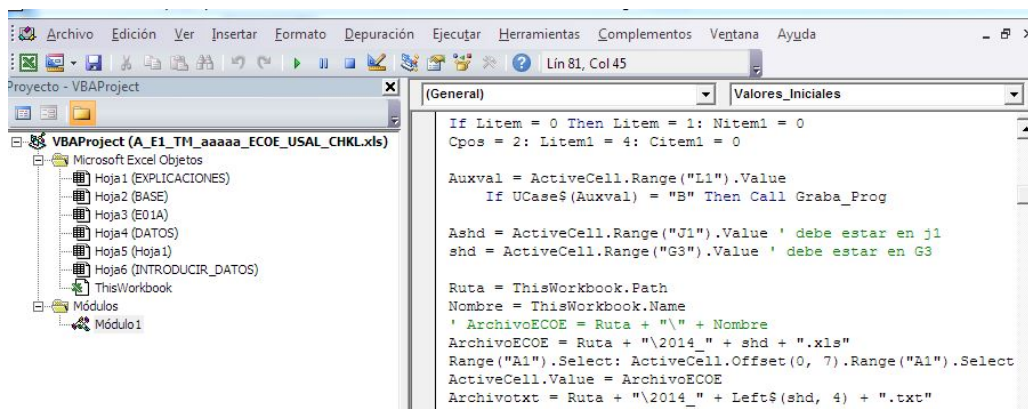 Archivo Edición Ver Insertar Formato Depuración Ejecutar Herramientas Complementos Ventana Ayuda
Lín 81, Col 45
Proyecto - VBAProject
VBAProject (A_E1_TM_aaaaa_ECOE_USAL_CHKL.xls)
Microsoft Excel Objetos
Hoja1 (EXPLICACIONES)
Hoja2 (BASE)
Hoja3 (E01A)
Hoja4 (DATOS)
Hoja5 (Hoja1)
Hoja6 (INTRODUCIR_DATOS)
ThisWorkbook
Módulos
Módulo1
(General) Valores_Iniciales
If Litem = 0 Then Litem = 1: Nitem1 = 0
Cpos = 2: Litem1 = 4: Citem1 = 0
Auxval = ActiveCell.Range("L1").Value
If UCase$(Auxval) = "B" Then Call Graba_Prog
Ashd = ActiveCell.Range("J1").Value ' debe estar en j1
shd = ActiveCell.Range("G3").Value ' debe estar en G3
Ruta = ThisWorkbook.Path
Nombre = ThisWorkbook.Name
' ArchivoECOE = Ruta + "\" + Nombre
ArchivoECOE = Ruta + "\2014_" + shd + ".xls"
Range("A1").Select: ActiveCell.Offset(0, 7).Range("A1").Select
ActiveCell.Value = ArchivoECOE
Archivotxt = Ruta + "\2014_" + Left$(shd, 4) + ".txt"